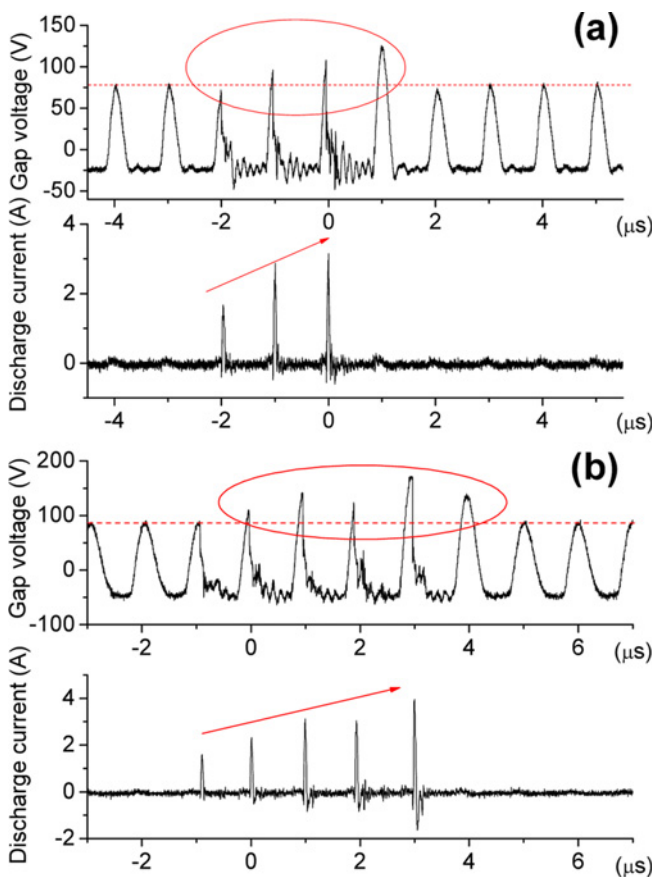 (a)
Gap voltage (V)
150
100
50
0
-50
-4 -2 0 2 4 (μs)
Discharge current (A)
4
2
0
-4 -2 0 2 4 (μs)
(b)
Gap voltage (V)
200
100
0
-100
-2 0 2 4 6 (μs)
Discharge current (A)
4
2
0
-2
-2 0 2 4 6 (μs)